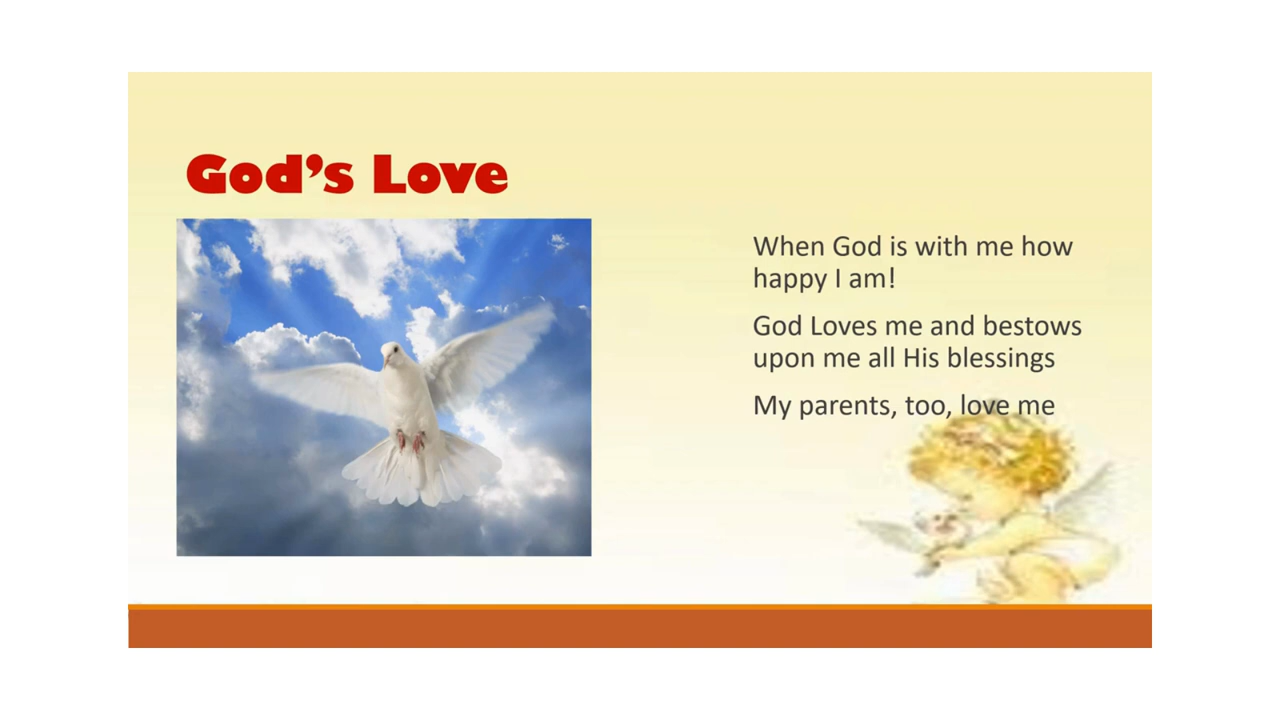 God's Love
When God is with me how
happy I am!
God Loves me and bestows
upon me all His blessings
My parents, too, love me